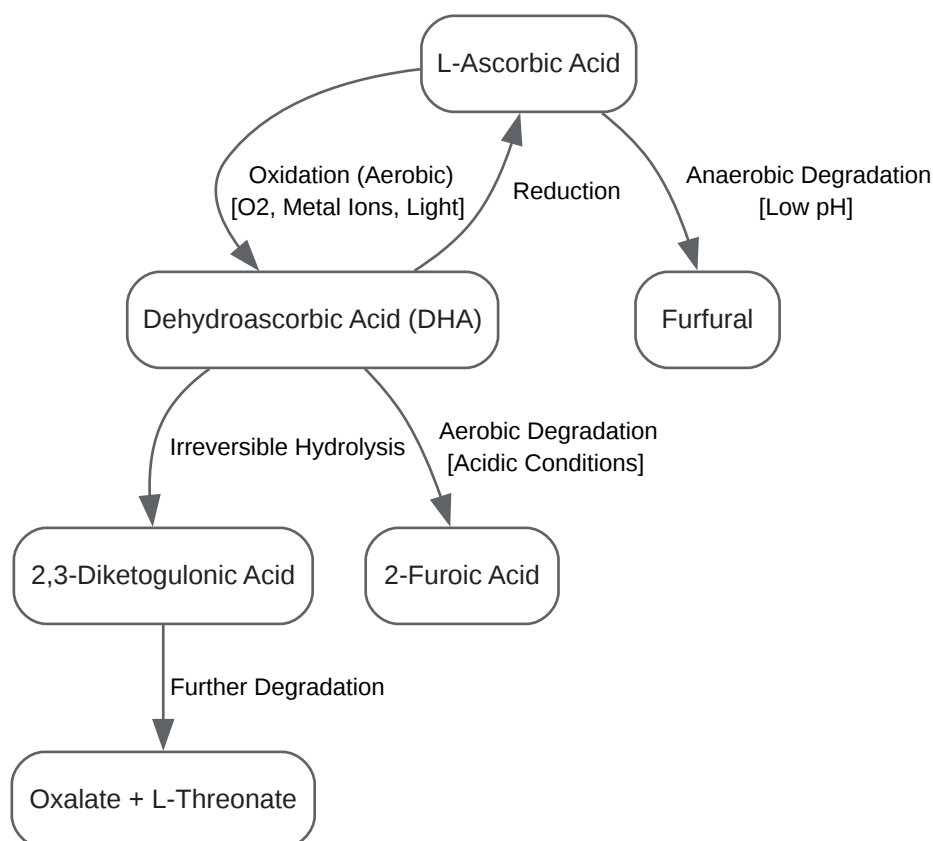 L-Ascorbic Acid
Oxidation (Aerobic)
[O2, Metal Ions, Light]
Reduction
Anaerobic Degradation
[Low pH]
Dehydroascorbic Acid (DHA)
Furfural
Irreversible Hydrolysis
Aerobic Degradation
[Acidic Conditions]
2,3-Diketogulonic Acid
2-Furoic Acid
Further Degradation
Oxalate + L-Threonate